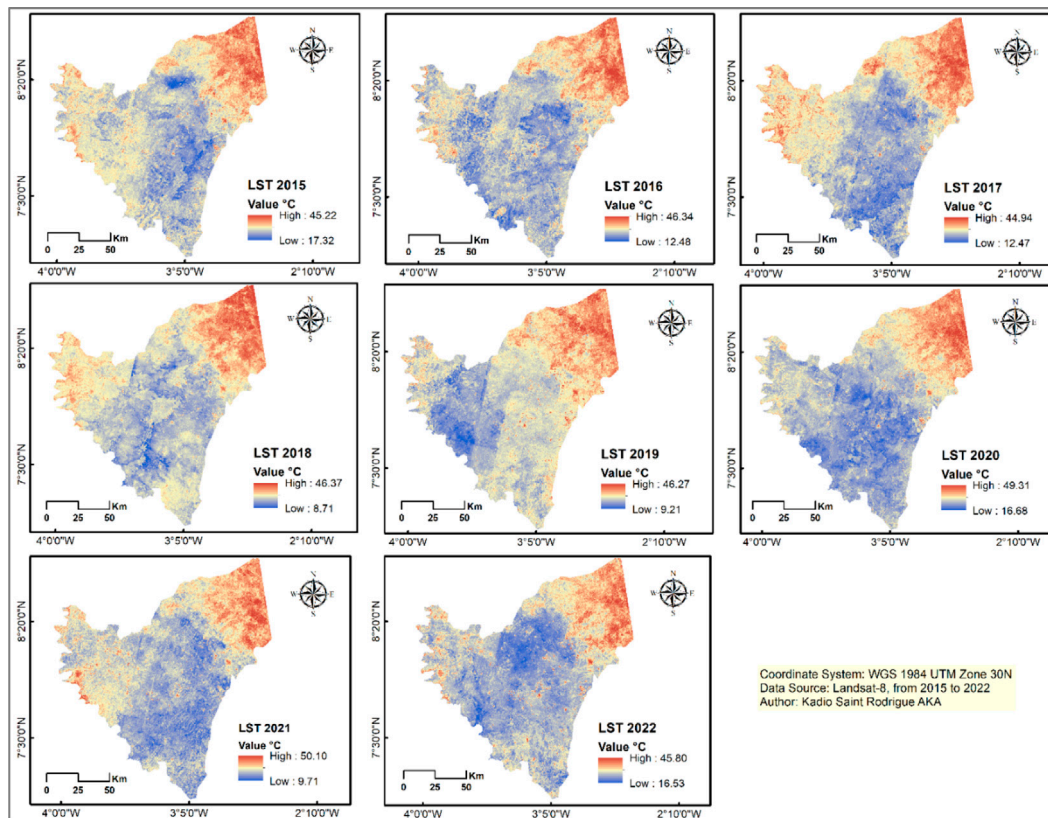 N
W E
S
8°20'0"N
7°30'0"N
LST 2015
Value °C
High : 45.22
Low : 17.32
0 25 50 Km
4°0'0"W 3°5'0"W 2°10'0"W
N
W E
S
8°20'0"N
7°30'0"N
LST 2016
Value °C
High : 46.34
Low : 12.48
0 25 50 Km
4°0'0"W 3°5'0"W 2°10'0"W
N
W E
S
8°20'0"N
7°30'0"N
LST 2017
Value °C
High : 44.94
Low : 12.47
0 25 50 Km
4°0'0"W 3°5'0"W 2°10'0"W
N
W E
S
8°20'0"N
7°30'0"N
LST 2018
Value °C
High : 46.37
Low : 8.71
0 25 50 Km
4°0'0"W 3°5'0"W 2°10'0"W
N
W E
S
8°20'0"N
7°30'0"N
LST 2019
Value °C
High : 46.27
Low : 9.21
0 25 50 Km
4°0'0"W 3°5'0"W 2°10'0"W
N
W E
S
8°20'0"N
7°30'0"N
LST 2020
Value °C
High : 49.31
Low : 16.68
0 25 50 Km
4°0'0"W 3°5'0"W 2°10'0"W
N
W E
S
8°20'0"N
7°30'0"N
LST 2021
Value °C
High : 50.10
Low : 9.71
0 25 50 Km
4°0'0"W 3°5'0"W 2°10'0"W
N
W E
S
8°20'0"N
7°30'0"N
LST 2022
Value °C
High : 45.80
Low : 16.53
0 25 50 Km
4°0'0"W 3°5'0"W 2°10'0"W
Coordinate System: WGS 1984 UTM Zone 30N
Data Source: Landsat-8, from 2015 to 2022
Author: Kadio Saint Rodrigue AKA